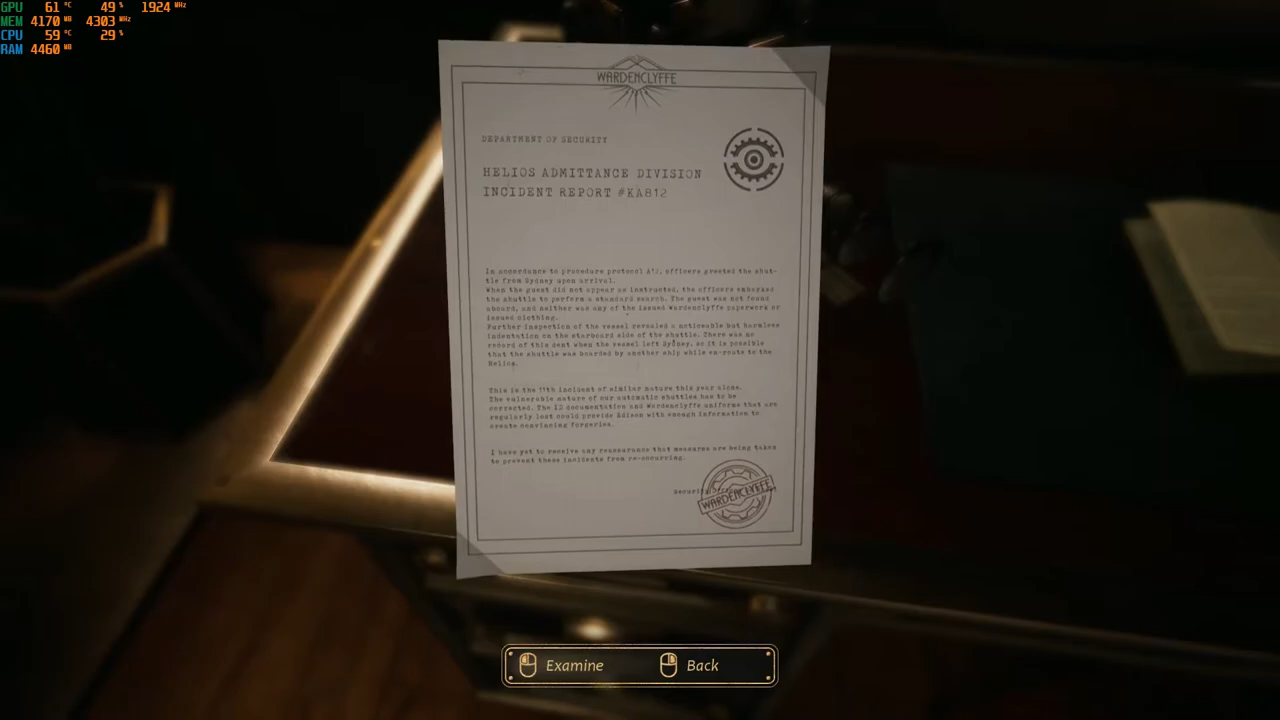 GPU 61 °C 49 % 1924 MHz
MEM 4170 MB 4303 MHz
CPU 59 °C 29 %
RAM 4460 MB
WARDENCLYFFE
DEPARTMENT OF SECURITY
HELIOS ADMITTANCE DIVISION
INCIDENT REPORT #KA812
In accordance to procedure protocol officers greeted the shut-
tle from Sydney upon arrival.
When the guest did not appear as instructed, the officers embarked
the shuttle to perform a standard search. The guest was not found
aboard, and neither was any of the issued Wardenclyffe paperwork or
issued clothing.
Further inspection of the vessel revealed a noticeable but harmless
indentation on the starboard side of the shuttle. There was no
record of this dent when the vessel left Sydney, so it is possible
that the shuttle was boarded by another ship while en-route to the
Helios.
This is the 11th incident of similar nature this year alone.
The vulnerable nature of our automatic shuttles has to be
corrected. The ID documentation and Wardenclyffe uniforms that are
regularly lost could provide Edison with enough information to
create convincing forgeries.
I have yet to receive any reassurance that measures are being taken
to prevent these incidents from re-occurring.
Security
WARDENCLYFFE
Examine Back